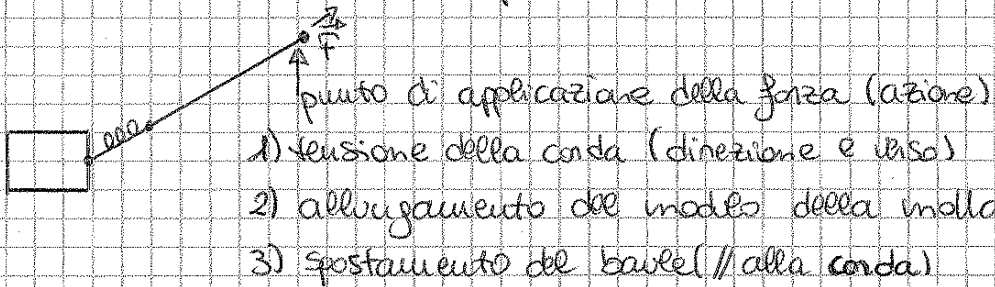 F
punto di applicazione della forza (azione)
1) tensione della corda (direzione e verso)
2) allungamento del modulo della molla
3) spostamento del baule (// alla corda)